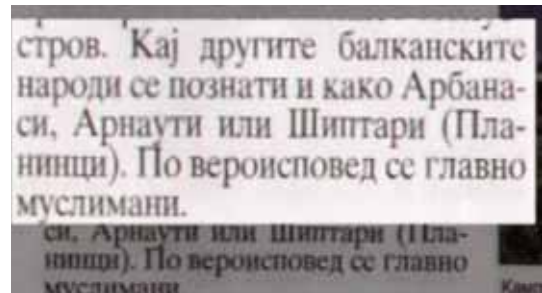 стров. Кај другите балканските
народи се познати и како Арбана-
си, Арнаути или Шиптари (Пла-
нинци). По вероисповед се главно
муслимани.
си, Арнаути или Шиптари (Пла-
нинци). По вероисповед се главно
муслимани